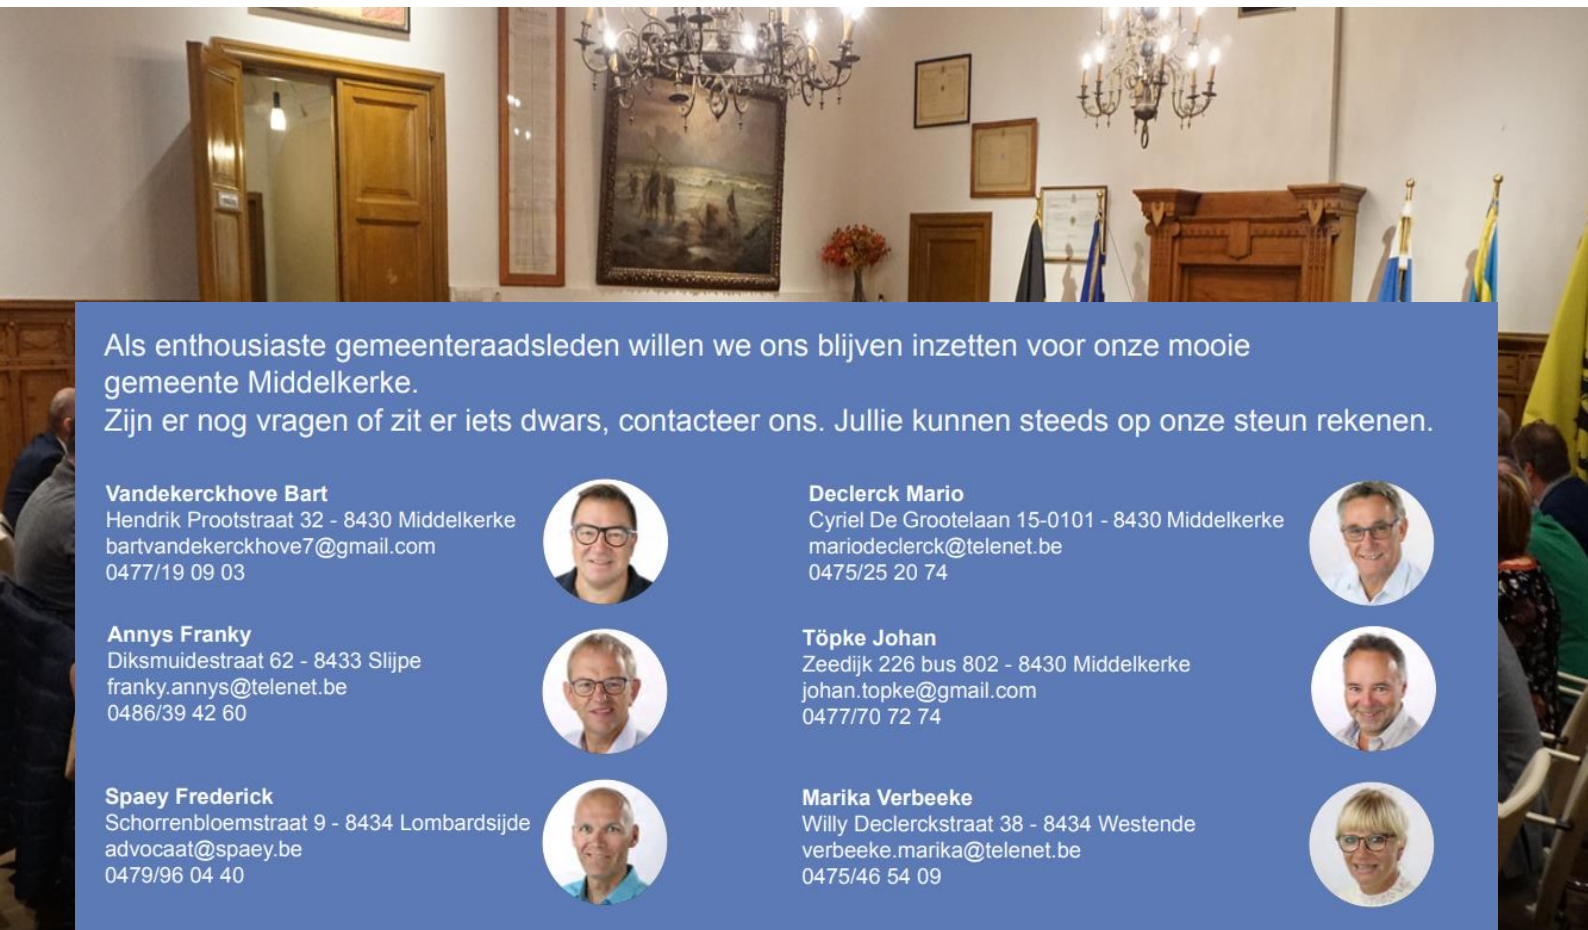 Als enthousiaste gemeenteraadsleden willen we ons blijven inzetten voor onze mooie
gemeente Middelkerke.
Zijn er nog vragen of zit er iets dwars, contacteer ons. Jullie kunnen steeds op onze steun rekenen.
Vandekerckhove Bart
Hendrik Prootstraat 32 - 8430 Middelkerke
bartvandekerckhove7@gmail.com
0477/19 09 03
Declerck Mario
Cyriel De Grootelaan 15-0101 - 8430 Middelkerke
mariodeclerck@telenet.be
0475/25 20 74
Annys Franky
Diksmuidestraat 62 - 8433 Slijpe
franky.annys@telenet.be
0486/39 42 60
Töpke Johan
Zeedijk 226 bus 802 - 8430 Middelkerke
johan.topke@gmail.com
0477/70 72 74
Spaey Frederick
Schorrenbloemstraat 9 - 8434 Lombardsijde
advocaat@spaey.be
0479/96 04 40
Marika Verbeeke
Willy Declerckstraat 38 - 8434 Westende
verbeeke.marika@telenet.be
0475/46 54 09